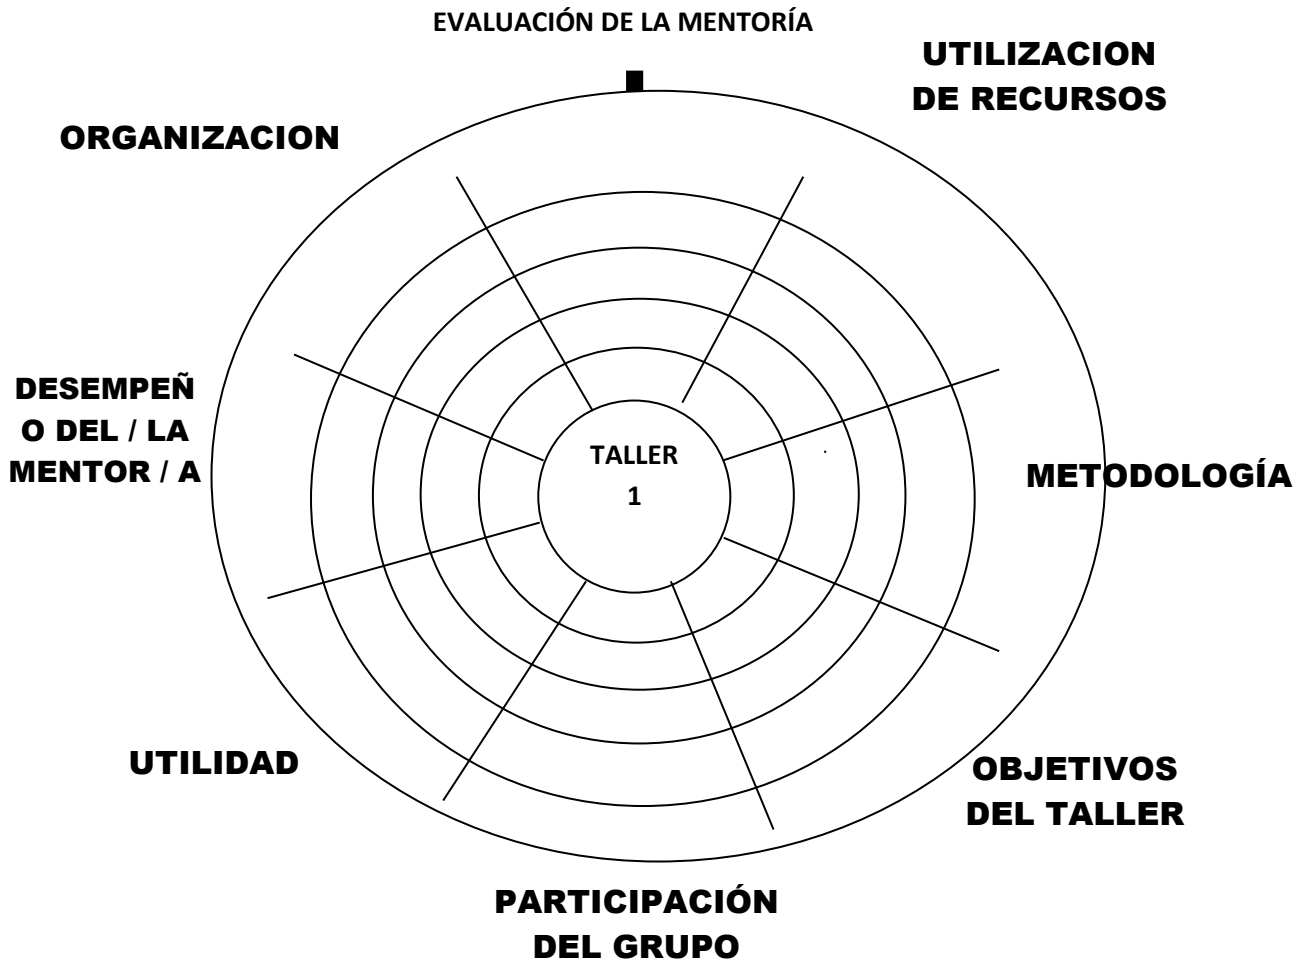 EVALUACIÓN DE LA MENTORÍA
UTILIZACION
DE RECURSOS
ORGANIZACION
DESEMPEÑ
O DEL / LA
MENTOR / A
TALLER
1
METODOLOGÍA
UTILIDAD
OBJETIVOS
DEL TALLER
PARTICIPACIÓN
DEL GRUPO